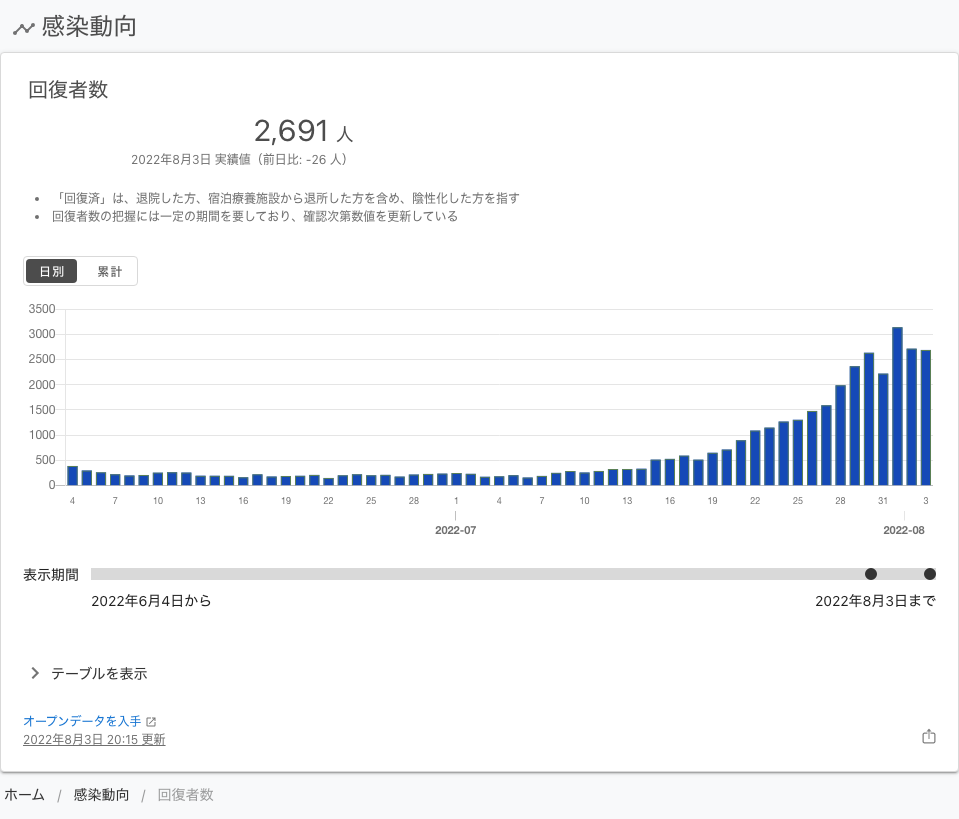 感染動向
回復者数
2,691 人
2022年8月3日 実績値（前日比: -26 人）
• 「回復済」は、退院した方、宿泊療養施設から退所した方を含め、陰性化した方を指す
• 回復者数の把握には一定の期間を要しており、確認次第数値を更新している
日別 累計
3500
3000
2500
2000
1500
1000
500
0
4 7 10 13 16 19 22 25 28 1 4 7 10 13 16 19 22 25 28 31 3
2022-07 2022-08
表示期間
2022年6月4日から 2022年8月3日まで
テーブルを表示
オープンデータを入手
2022年8月3日 20:15 更新
ホーム / 感染動向 / 回復者数